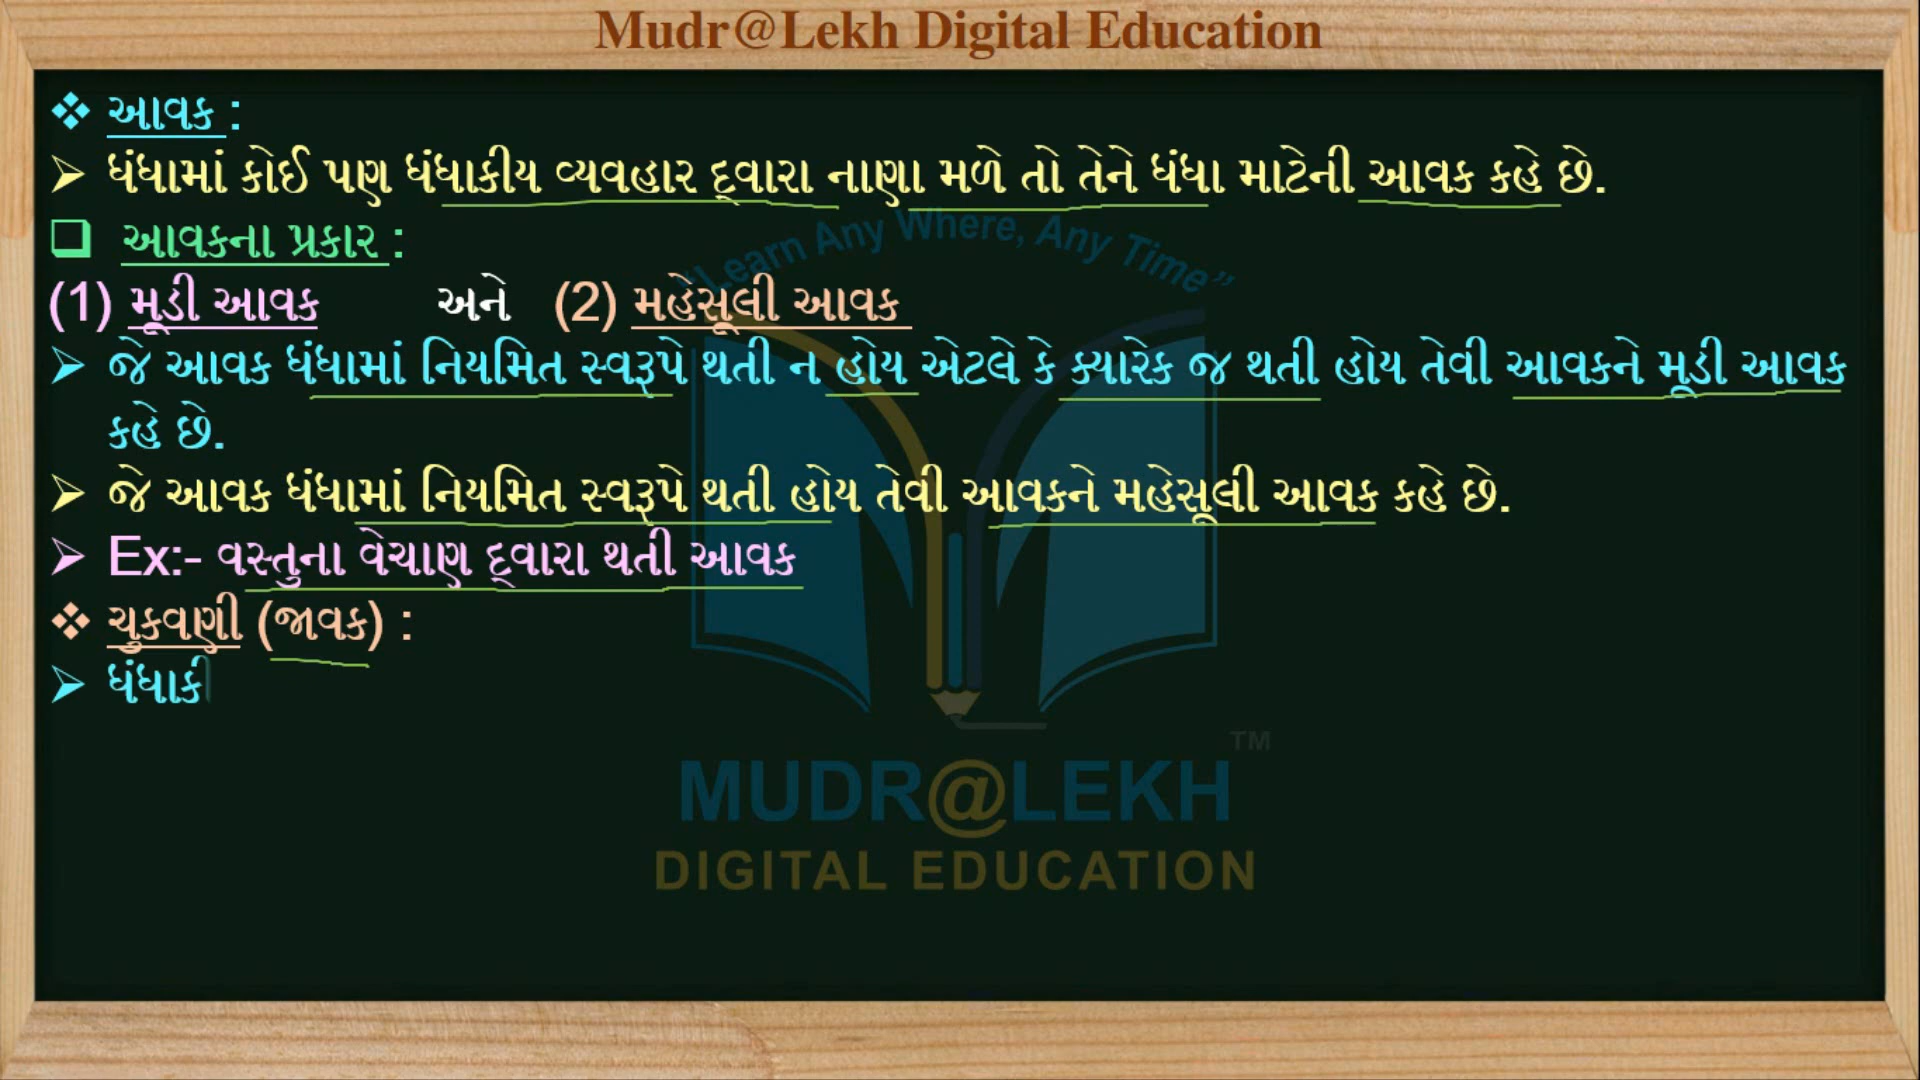 Mudr@Lekh Digital Education
❖ આવક :
➢ ધંધામાં કોઈ પણ ધંધાકીય વ્યવહાર દ્વારા નાણા મળે તો તેને ધંધા માટેની આવક કહે છે.
❑ આવકના પ્રકાર :
(1) મૂડી આવક અને (2) મહેસૂલી આવક
➢ જે આવક ધંધામાં નિયમિત સ્વરૂપે થતી ન હોય એટલે કે ક્યારેક જ થતી હોય તેવી આવકને મૂડી આવક
કહે છે.
➢ જે આવક ધંધામાં નિયમિત સ્વરૂપે થતી હોય તેવી આવકને મહેસૂલી આવક કહે છે.
➢ Ex:- વસ્તુના વેચાણ દ્વારા થતી આવક
❖ ચુકવણી (જાવક) :
➢ ધંધાકી
"Learn Any Where, Any Time"
MUDR@LEKH TM
DIGITAL EDUCATION